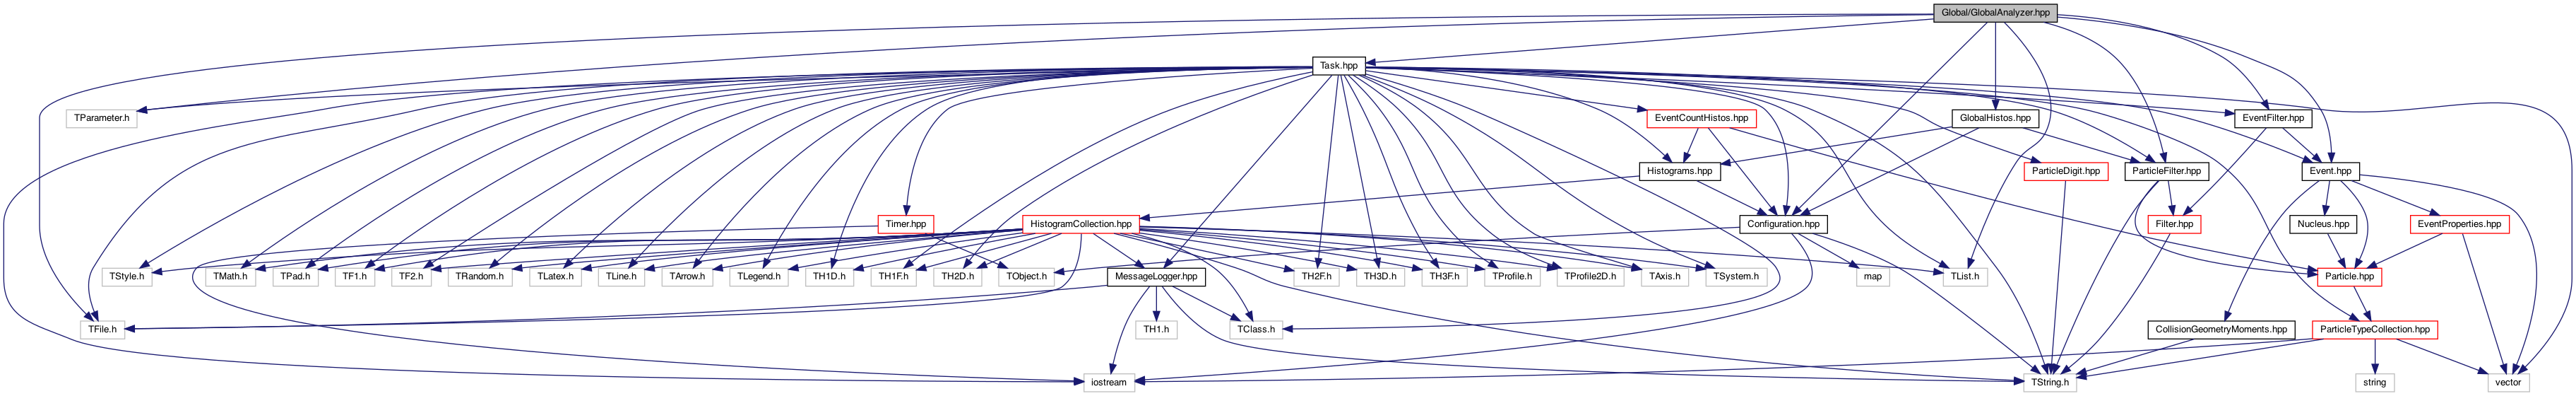 Global/GlobalAnalyzer.hpp
Task.hpp
TParameter.h
EventCountHistos.hpp
GlobalHistos.hpp
EventFilter.hpp
Histograms.hpp
ParticleDigit.hpp
ParticleFilter.hpp
Event.hpp
Timer.hpp
HistogramCollection.hpp
Configuration.hpp
Filter.hpp
Nucleus.hpp
EventProperties.hpp
TStyle.h
TMath.h
TPad.h
TF1.h
TF2.h
TRandom.h
TLatex.h
TLine.h
TArrow.h
TLegend.h
TH1D.h
TH1F.h
TH2D.h
TObject.h
MessageLogger.hpp
TH2F.h
TH3D.h
TH3F.h
TProfile.h
TProfile2D.h
TAxis.h
TSystem.h
map
TList.h
Particle.hpp
TFile.h
TH1.h
TClass.h
CollisionGeometryMoments.hpp
ParticleTypeCollection.hpp
iostream
TString.h
string
vector